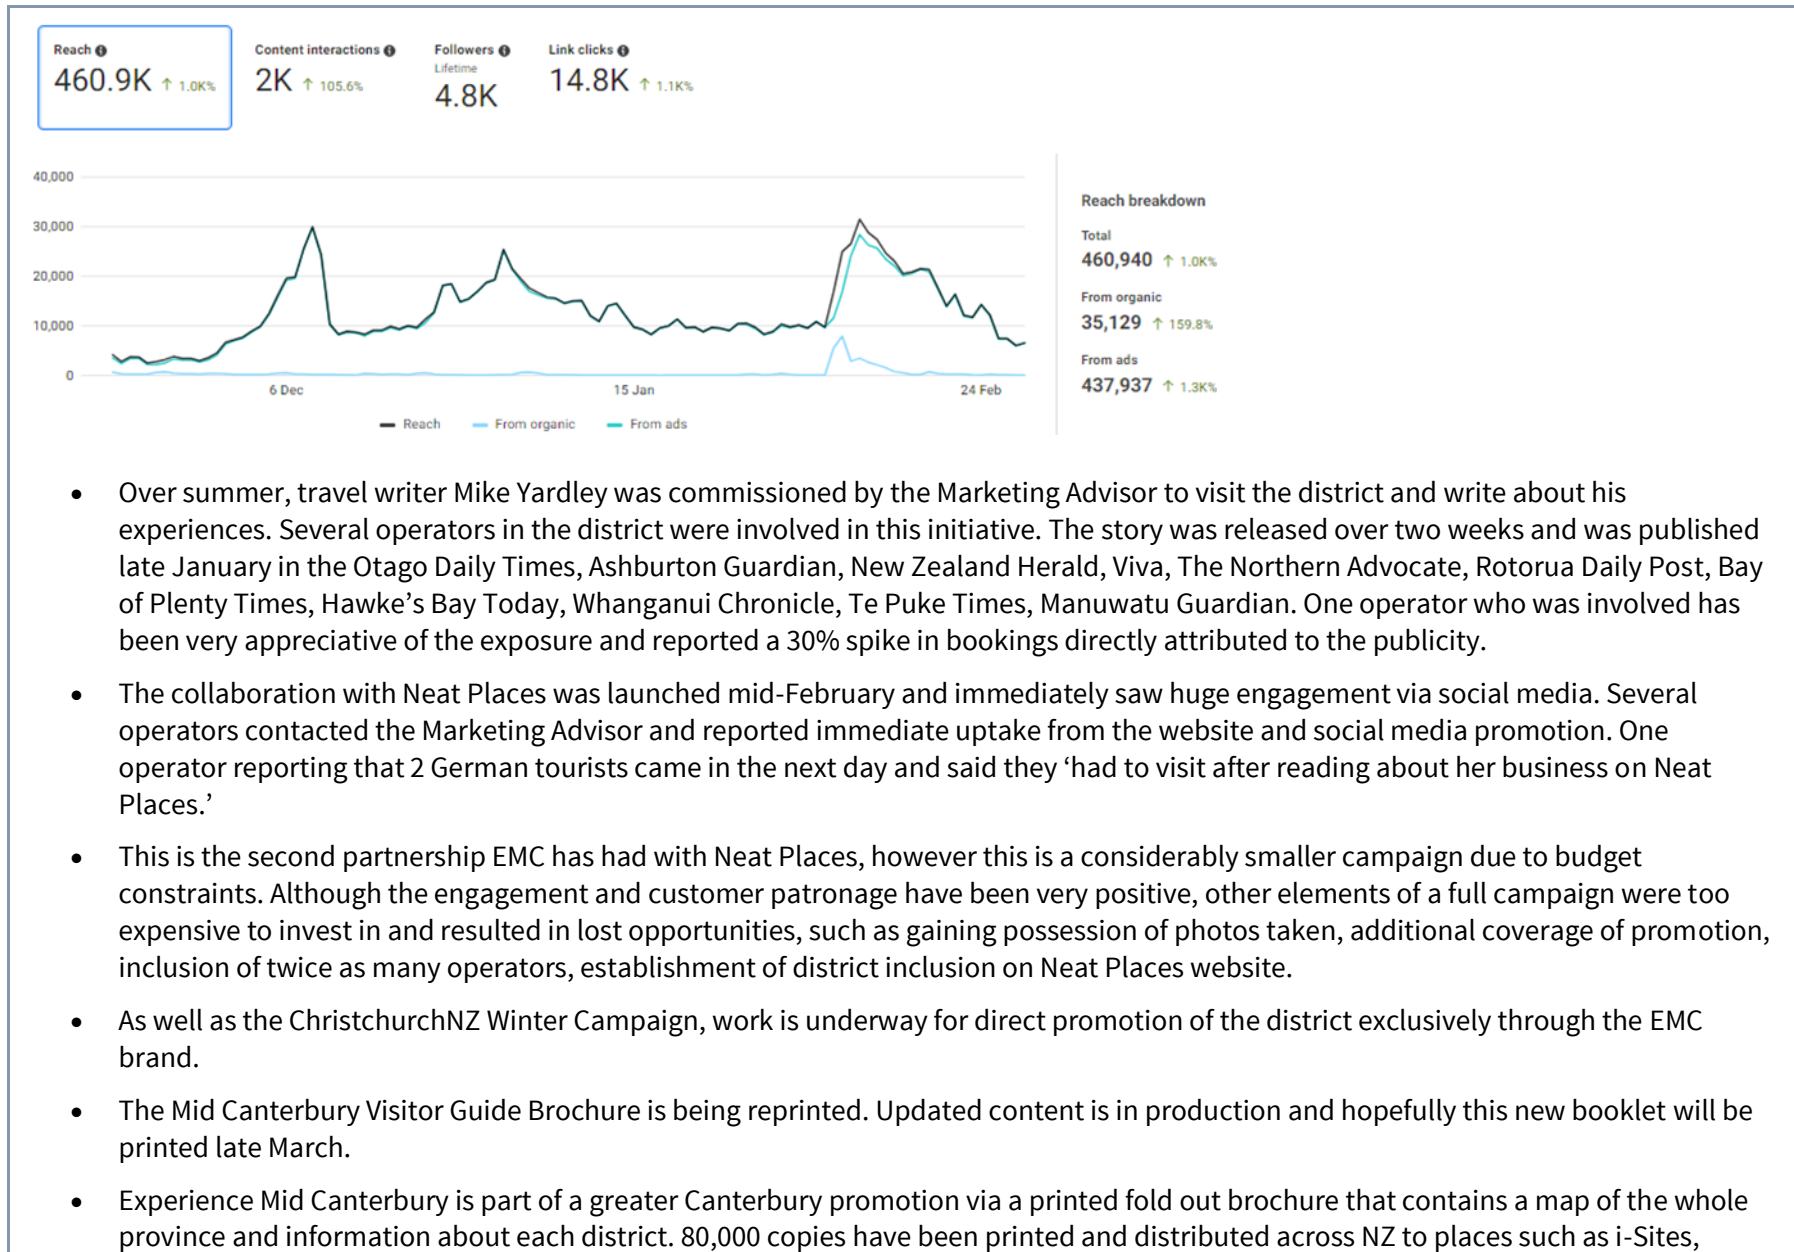 Reach Content interactions Followers Link clicks
Lifetime
460.9K ↑ 1.0K% 2K ↑ 105.6% 4.8K 14.8K ↑ 1.1K%
40,000
30,000
20,000
10,000
0
6 Dec 15 Jan 24 Feb
Reach From organic From ads
Reach breakdown
Total
460,940 ↑ 1.0K%
From organic
35,129 ↑ 159.8%
From ads
437,937 ↑ 1.3K%
• Over summer, travel writer Mike Yardley was commissioned by the Marketing Advisor to visit the district and write about his
experiences. Several operators in the district were involved in this initiative. The story was released over two weeks and was published
late January in the Otago Daily Times, Ashburton Guardian, New Zealand Herald, Viva, The Northern Advocate, Rotorua Daily Post, Bay
of Plenty Times, Hawke’s Bay Today, Whanganui Chronicle, Te Puke Times, Manuwatu Guardian. One operator who was involved has
been very appreciative of the exposure and reported a 30% spike in bookings directly attributed to the publicity.
• The collaboration with Neat Places was launched mid-February and immediately saw huge engagement via social media. Several
operators contacted the Marketing Advisor and reported immediate uptake from the website and social media promotion. One
operator reporting that 2 German tourists came in the next day and said they ‘had to visit after reading about her business on Neat
Places.’
• This is the second partnership EMC has had with Neat Places, however this is a considerably smaller campaign due to budget
constraints. Although the engagement and customer patronage have been very positive, other elements of a full campaign were too
expensive to invest in and resulted in lost opportunities, such as gaining possession of photos taken, additional coverage of promotion,
inclusion of twice as many operators, establishment of district inclusion on Neat Places website.
• As well as the ChristchurchNZ Winter Campaign, work is underway for direct promotion of the district exclusively through the EMC
brand.
• The Mid Canterbury Visitor Guide Brochure is being reprinted. Updated content is in production and hopefully this new booklet will be
printed late March.
• Experience Mid Canterbury is part of a greater Canterbury promotion via a printed fold out brochure that contains a map of the whole
province and information about each district. 80,000 copies have been printed and distributed across NZ to places such as i-Sites,